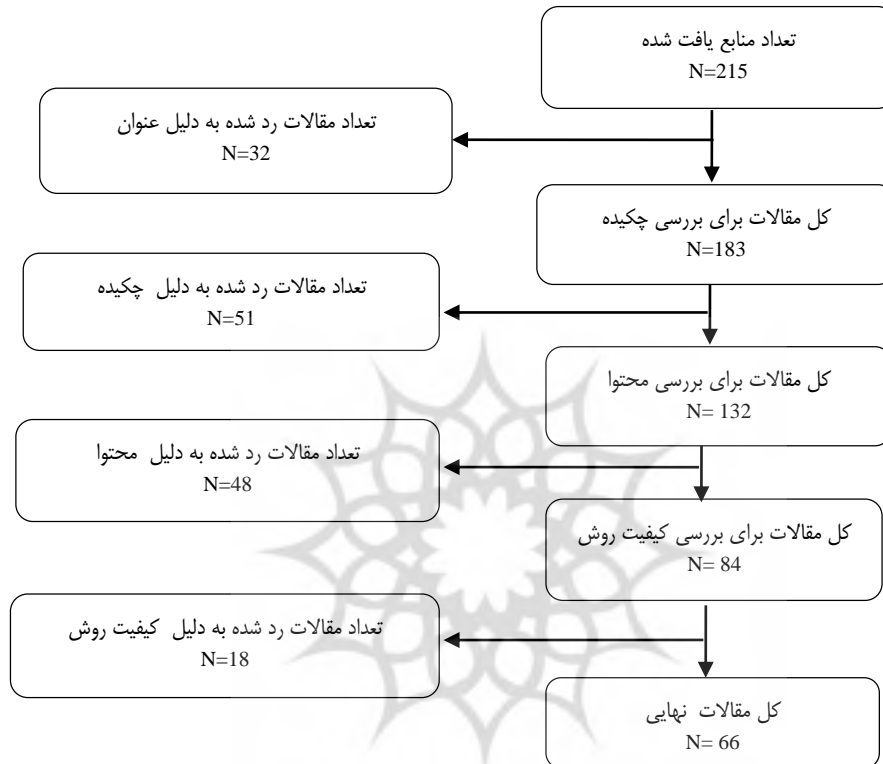 تعداد منابع یافت شده
N=215
تعداد مقالات رد شده به دلیل عنوان
N=32
کل مقالات برای بررسی چکیده
N=183
تعداد مقالات رد شده به دلیل چکیده
N=51
کل مقالات برای بررسی محتوا
N= 132
تعداد مقالات رد شده به دلیل محتوا
N=48
کل مقالات برای بررسی کیفیت روش
N= 84
تعداد مقالات رد شده به دلیل کیفیت روش
N=18
کل مقالات نهایی
N= 66